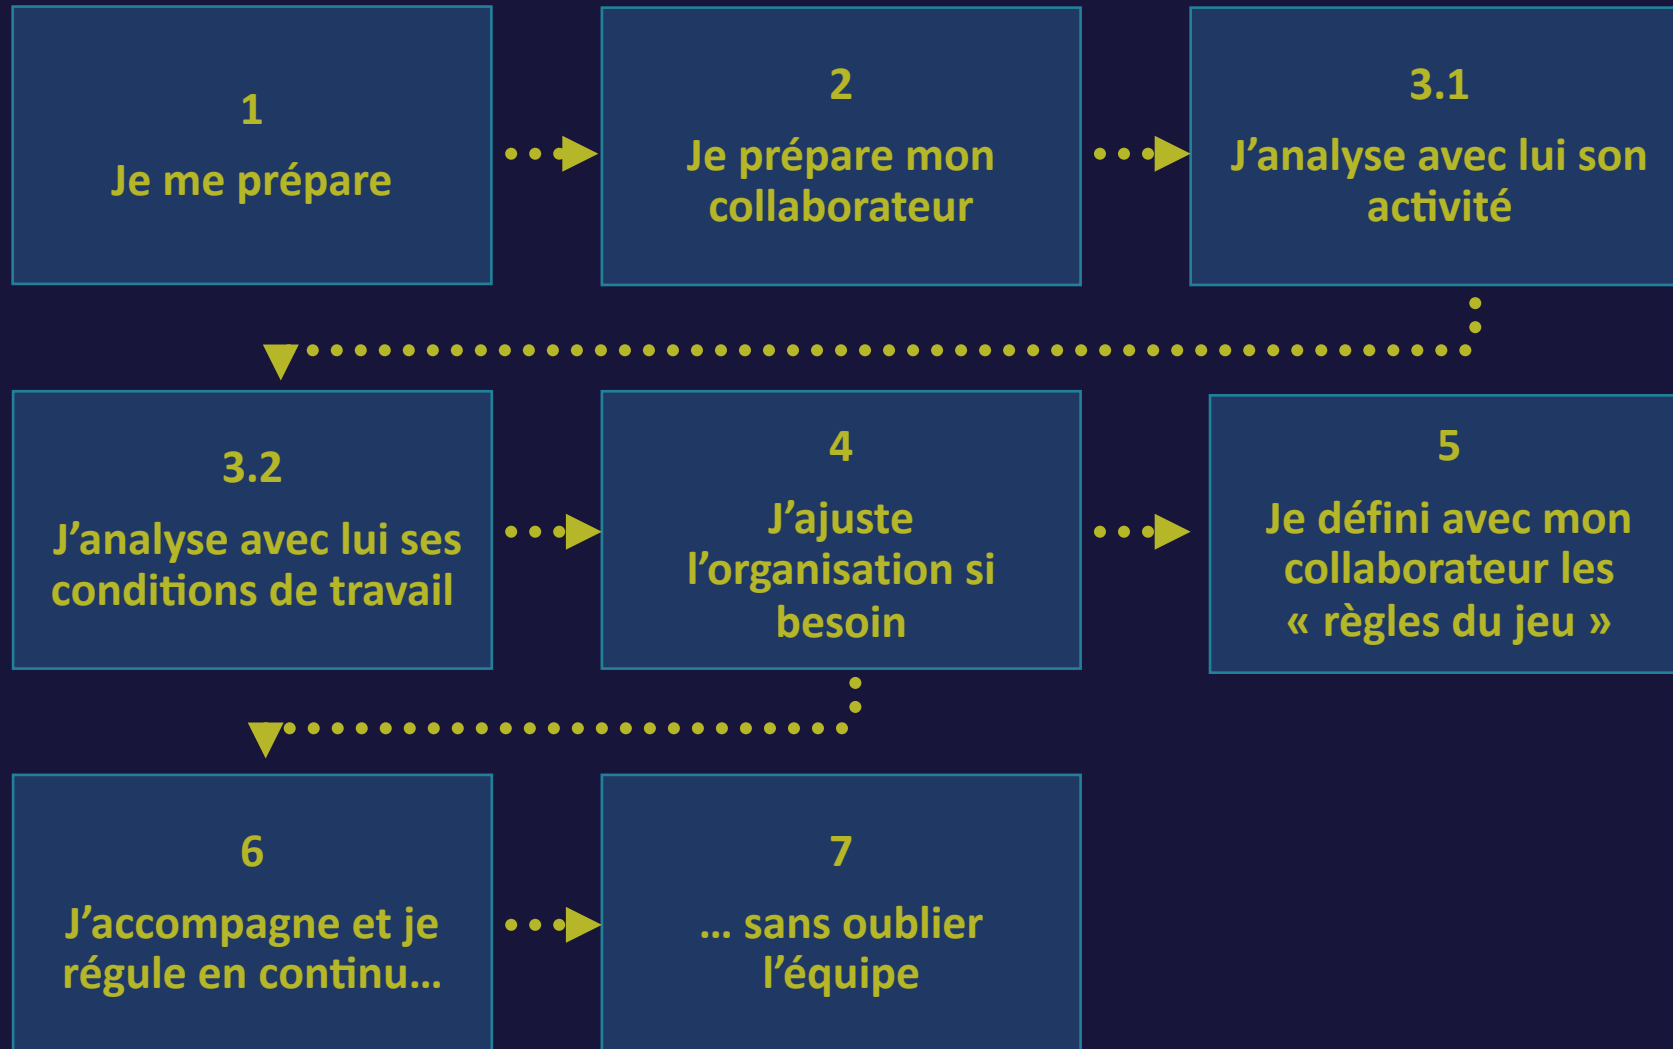 1
Je me prépare
2
Je prépare mon
collaborateur
3.1
J’analyse avec lui son
activité
3.2
J’analyse avec lui ses
conditions de travail
4
J’ajuste
l’organisation si
besoin
5
Je défini avec mon
collaborateur les
« règles du jeu »
6
J’accompagne et je
régule en continu…
7
… sans oublier
l’équipe